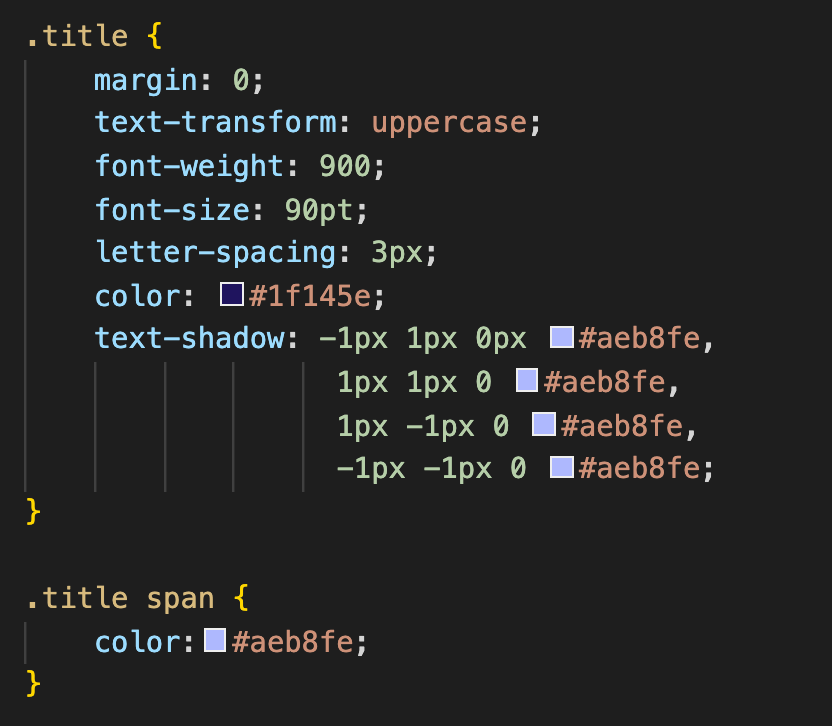 .title {
    margin: 0;
    text-transform: uppercase;
    font-weight: 900;
    font-size: 90pt;
    letter-spacing: 3px;
    color: #1f145e;
    text-shadow: -1px 1px 0px #aeb8fe,
                  1px 1px 0 #aeb8fe,
                  1px -1px 0 #aeb8fe,
                  -1px -1px 0 #aeb8fe;
}

.title span {
    color: #aeb8fe;
}